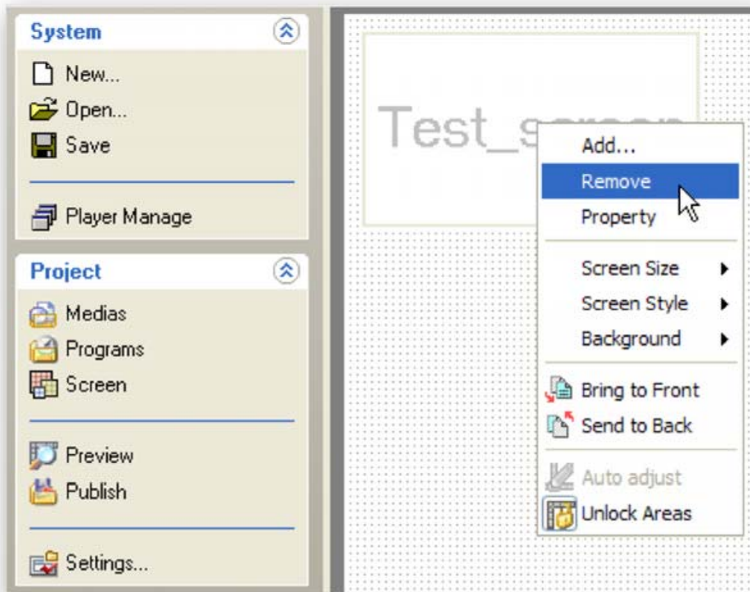 System
New...
Open...
Save
Player Manage
Project
Medias
Programs
Screen
Preview
Publish
Settings...
Test_screen
Add...
Remove
Property
Screen Size
Screen Style
Background
Bring to Front
Send to Back
Auto adjust
Unlock Areas